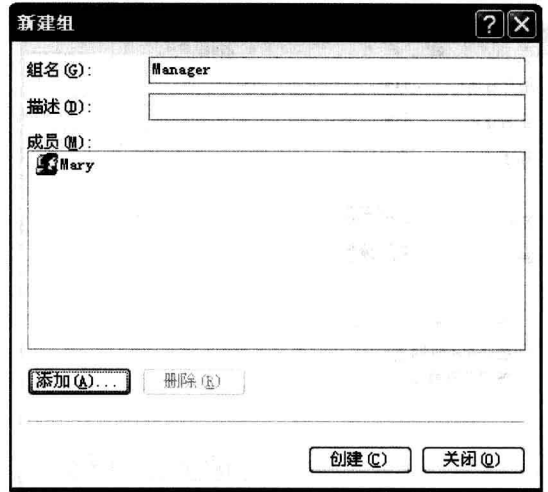 新建组
组名(G): Manager
描述(D):
成员(M):
Mary
添加(A)... 删除(R)
创建(C) 关闭(O)